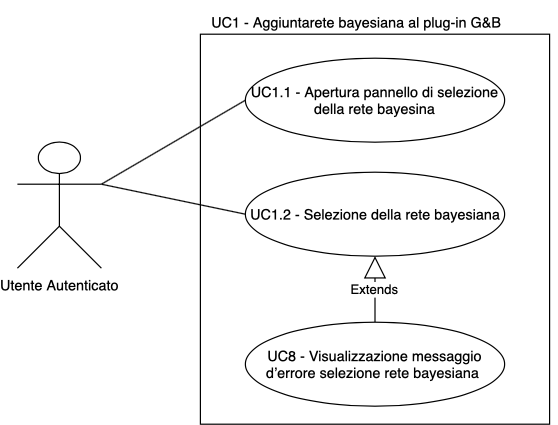 UC1 - Aggiuntarete bayesiana al plug-in G&B
UC1.1 - Apertura pannello di selezione
della rete bayesina
UC1.2 - Selezione della rete bayesiana
Utente Autenticato
Extends
UC8 - Visualizzazione messaggio
d'errore selezione rete bayesiana